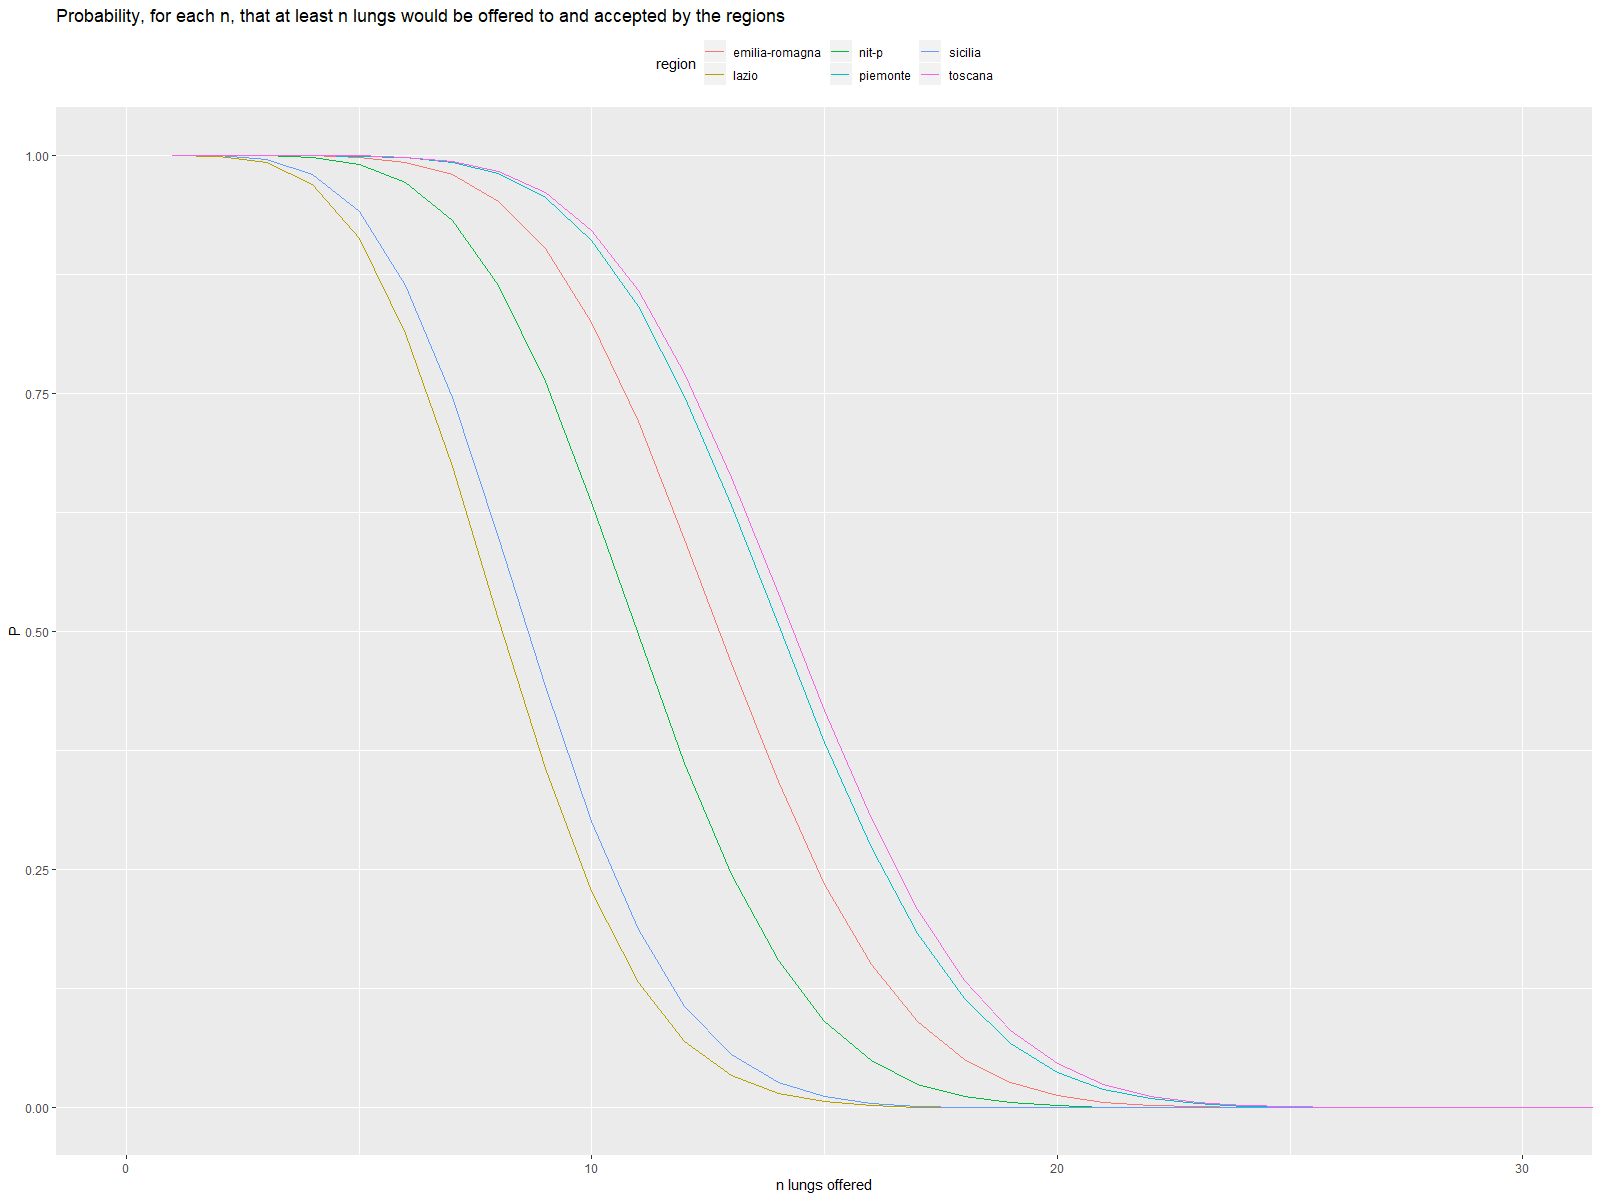 Probability, for each n, that at least n lungs would be offered to and accepted by the regions
region
emilia-romagna
nit-p
sicilia
lazio
piemonte
toscana
1.00
0.75
0.50
0.25
0.00
P
0
10
20
30
n lungs offered